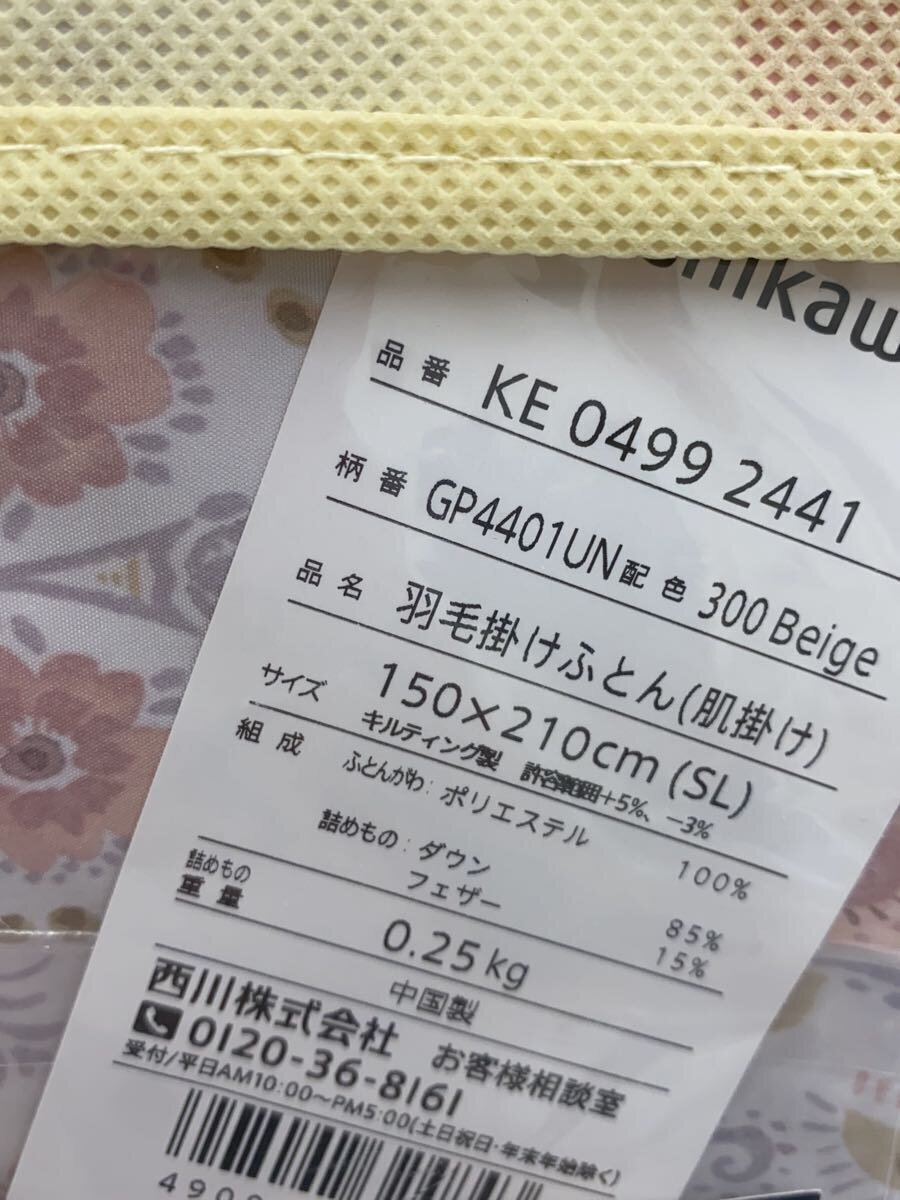 品番 KE 0499 2441
柄番 GP4401UN 配色 300 Beige
品名 羽毛掛けふとん(肌掛け)
サイズ 150×210cm (SL)
キルティング製 許容範囲+5%、-3%
組成 ふとんがわ: ポリエステル 100%
詰めもの: ダウン 85%
フェザー 15%
詰めもの
重量 0.25kg
中国製
西川株式会社 お客様相談室
0120-36-8161
受付/平日AM10:00〜PM5:00(土日祝日・年末年始除く)